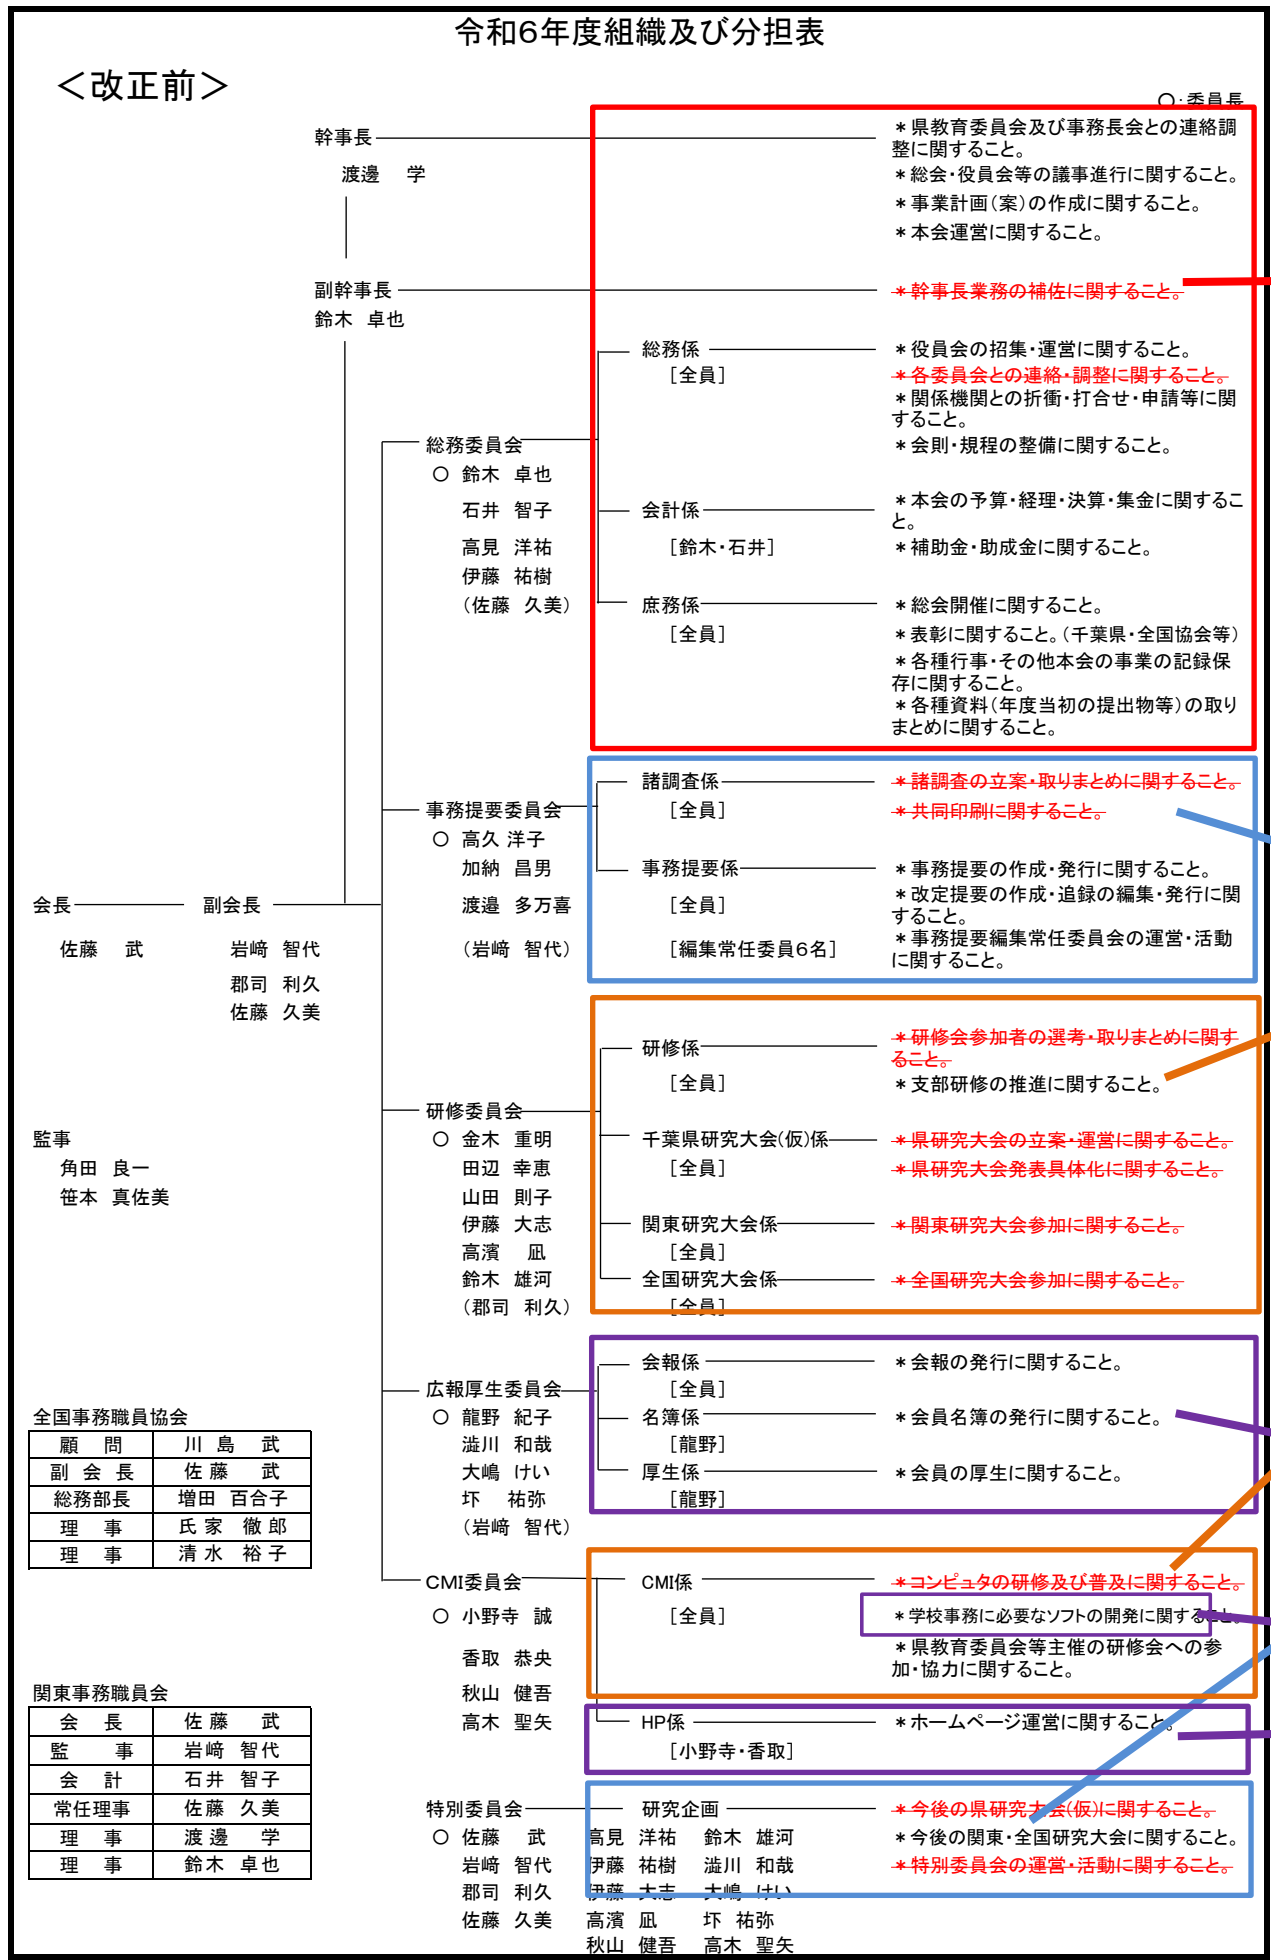 令和6年度組織及び分担表
＜改正前＞
○：委員長
幹事長
渡邊　学
＊県教育委員会及び事務長会との連絡調
整に関すること。
＊総会・役員会等の議事進行に関すること。
＊事業計画（案）の作成に関すること。
＊本会運営に関すること。
副幹事長
鈴木 卓也
＊幹事長業務の補佐に関すること。
総務委員会
○ 鈴木 卓也
石井 智子
高見 洋祐
伊藤 祐樹
（佐藤 久美）
総務係
［全員］
＊役員会の招集・運営に関すること。
＊各委員会との連絡・調整に関すること。
＊関係機関との折衝・打合せ・申請等に関
すること。
＊会則・規程の整備に関すること。
会計係
［鈴木・石井］
＊本会の予算・経理・決算・集金に関するこ
と。
＊補助金・助成金に関すること。
庶務係
［全員］
＊総会開催に関すること。
＊表彰に関すること。（千葉県・全国協会等）
＊各種行事・その他本会の事業の記録保
存に関すること。
＊各種資料（年度当初の提出物等）の取り
まとめに関すること。
事務提要委員会
○ 高久 洋子
加納 昌男
渡邉 多万喜
（岩﨑 智代）
諸調査係
［全員］
＊諸調査の立案・取りまとめに関すること。
＊共同印刷に関すること。
事務提要係
［全員］
［編集常任委員6名］
＊事務提要の作成・発行に関すること。
＊改定提要の作成・追録の編集・発行に関
すること。
＊事務提要編集常任委員会の運営・活動
に関すること。
会長
佐藤　武
副会長
岩﨑 智代
郡司 利久
佐藤 久美
監事
角田 良一
笹本 真佐美
研修委員会
○ 金木 重明
田辺 幸恵
山田 則子
伊藤 大志
高濱　凪
鈴木 雄河
（郡司 利久）
研修係
［全員］
＊研修会参加者の選考・取りまとめに関す
ること。
＊支部研修の推進に関すること。
千葉県研究大会(仮)係
［全員］
＊県研究大会の立案・運営に関すること。
＊県研究大会発表具体化に関すること。
関東研究大会係
［全員］
＊関東研究大会参加に関すること。
全国研究大会係
［全員］
＊全国研究大会参加に関すること。
広報厚生委員会
○ 龍野 紀子
澁川 和哉
大嶋 けい
圷　祐弥
（岩﨑 智代）
会報係
［全員］
＊会報の発行に関すること。
名簿係
［龍野］
＊会員名簿の発行に関すること。
厚生係
［龍野］
＊会員の厚生に関すること。
全国事務職員協会
顧　問　川 島　武
副 会 長　佐 藤　武
総務部長　増田 百合子
理　事　氏 家 徹 郎
理　事　清 水 裕 子
CMI委員会
○ 小野寺 誠
香取 恭央
秋山 健吾
高木 聖矢
CMI係
［全員］
＊コンピュタの研修及び普及に関すること。
＊学校事務に必要なソフトの開発に関すること。
＊県教育委員会等主催の研修会への参
加・協力に関すること。
HP係
［小野寺・香取］
＊ホームページ運営に関すること。
関東事務職員会
会　長　佐 藤　武
監　　事　岩﨑 智代
会　計　石井 智子
常任理事　佐藤 久美
理　事　渡 邊　学
理　事　鈴木 卓也
特別委員会
研究企画
＊今後の県研究大会(仮)に関すること。
＊今後の関東・全国研究大会に関すること。
＊特別委員会の運営・活動に関すること。
○ 佐藤　武　高見 洋祐　鈴木 雄河
岩﨑 智代　伊藤 祐樹　澁川 和哉
郡司 利久　伊藤 大志　大嶋 けい
佐藤 久美　高濱 凪　圷 祐弥
秋山 健吾　高木 聖矢